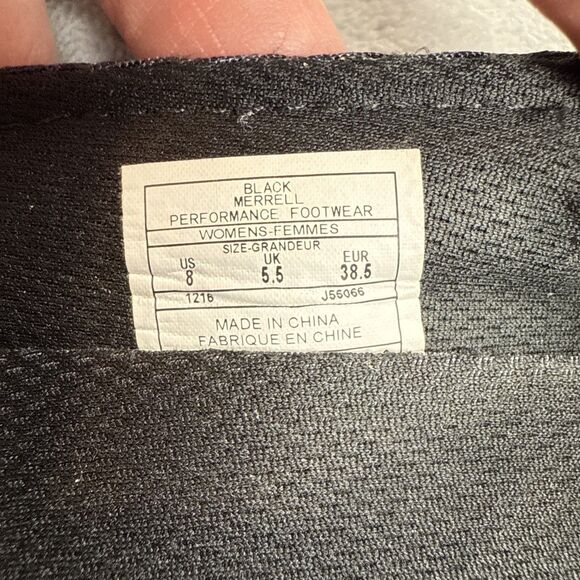 BLACK
MERRELL
PERFORMANCE FOOTWEAR
WOMENS-FEMMES
SIZE-GRANDEUR
US UK EUR
8 5.5 38.5
1216 J55066
MADE IN CHINA
FABRIQUE EN CHINE